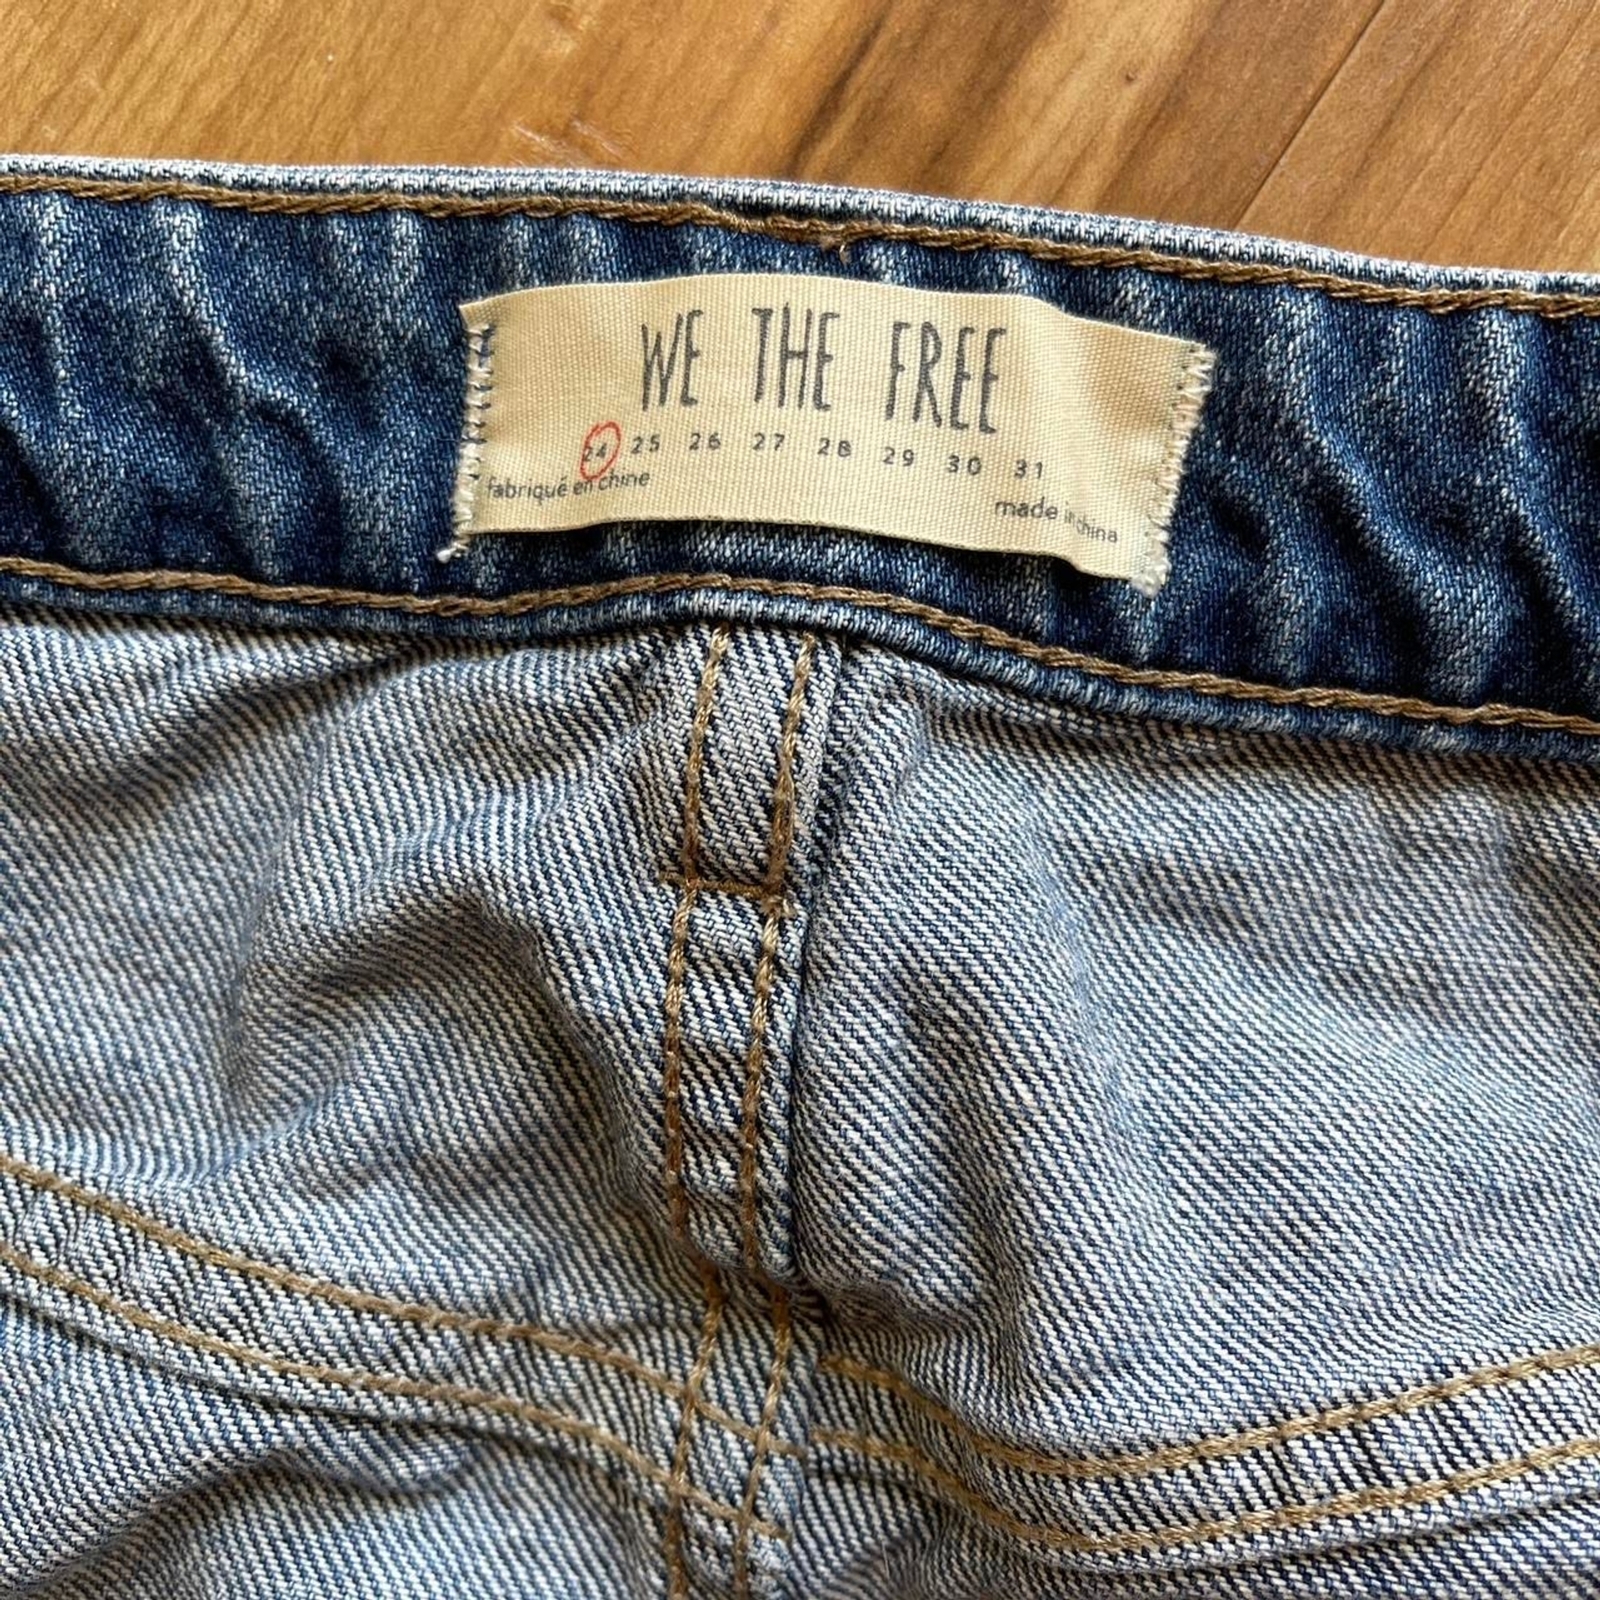 WE THE FREE
24 25 26 27 28 29 30 31
fabriqué en chine
made in china